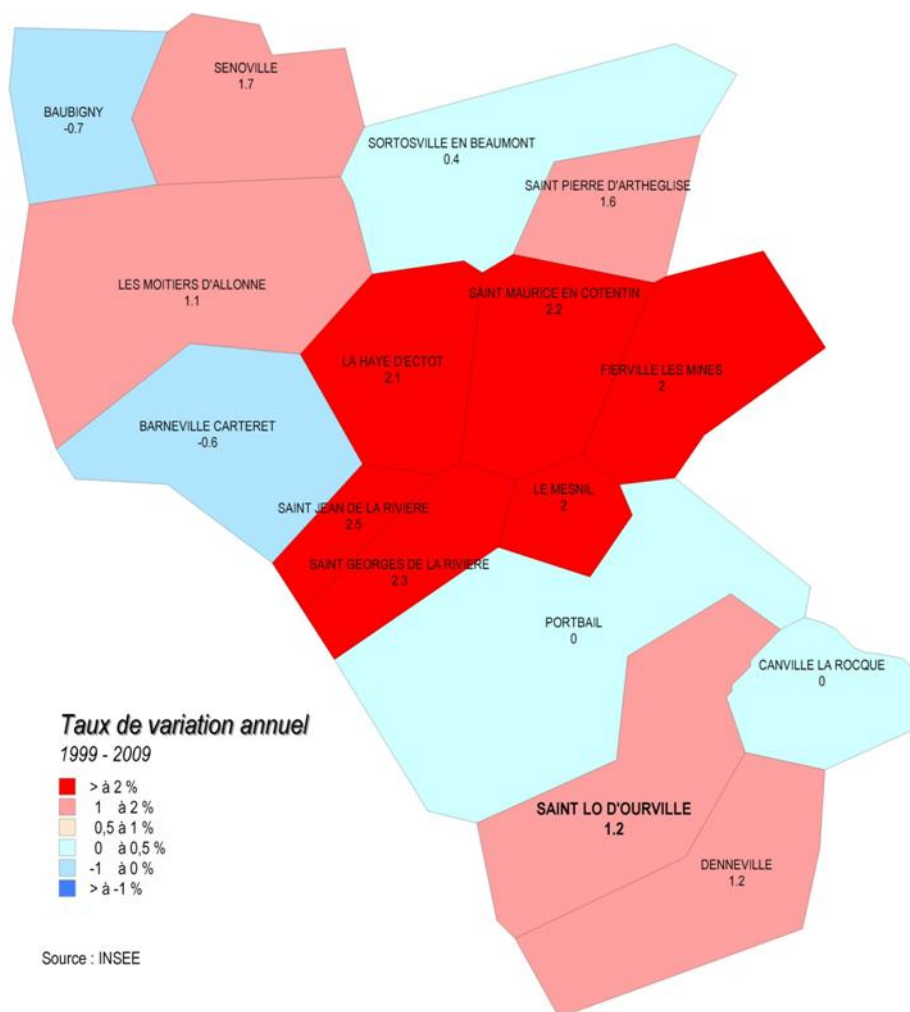 SENOVILLE
1.7
BAUBIGNY
-0.7
SORTOSVILLE EN BEAUMONT
0.4
SAINT PIERRE D'ARTHEGLISE
1.6
LES MOITIERS D'ALLONNE
1.1
SAINT MAURICE EN COTENTIN
2.2
LA HAYE D'ECTOT
2.1
FIERVILLE LES MINES
2
BARNEVILLE CARTERET
-0.6
LE MESNIL
2
SAINT JEAN DE LA RIVIERE
2.5
SAINT GEORGES DE LA RIVIERE
2.3
PORTBAIL
0
CANVILLE LA ROCQUE
0
Taux de variation annuel
1999 - 2009
> à 2 %
1 à 2 %
0,5 à 1 %
0 à 0,5 %
-1 à 0 %
> à -1 %
SAINT LO D'OURVILLE
1.2
DENNEVILLE
1.2
Source : INSEE